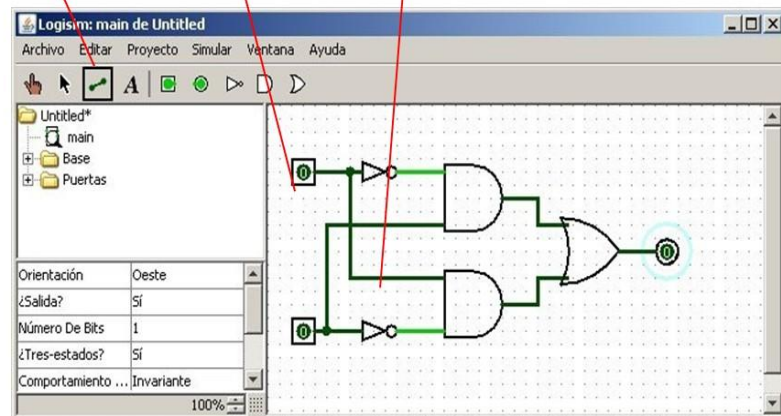 Logisim: main de Untitled
Archivo Editar Proyecto Simular Ventana Ayuda
A
Untitled*
main
Base
Puertas
0
0
0
Orientación Oeste
¿Salida? Sí
Número De Bits 1
¿Tres-estados? Sí
Comportamiento ... Invariante
100%